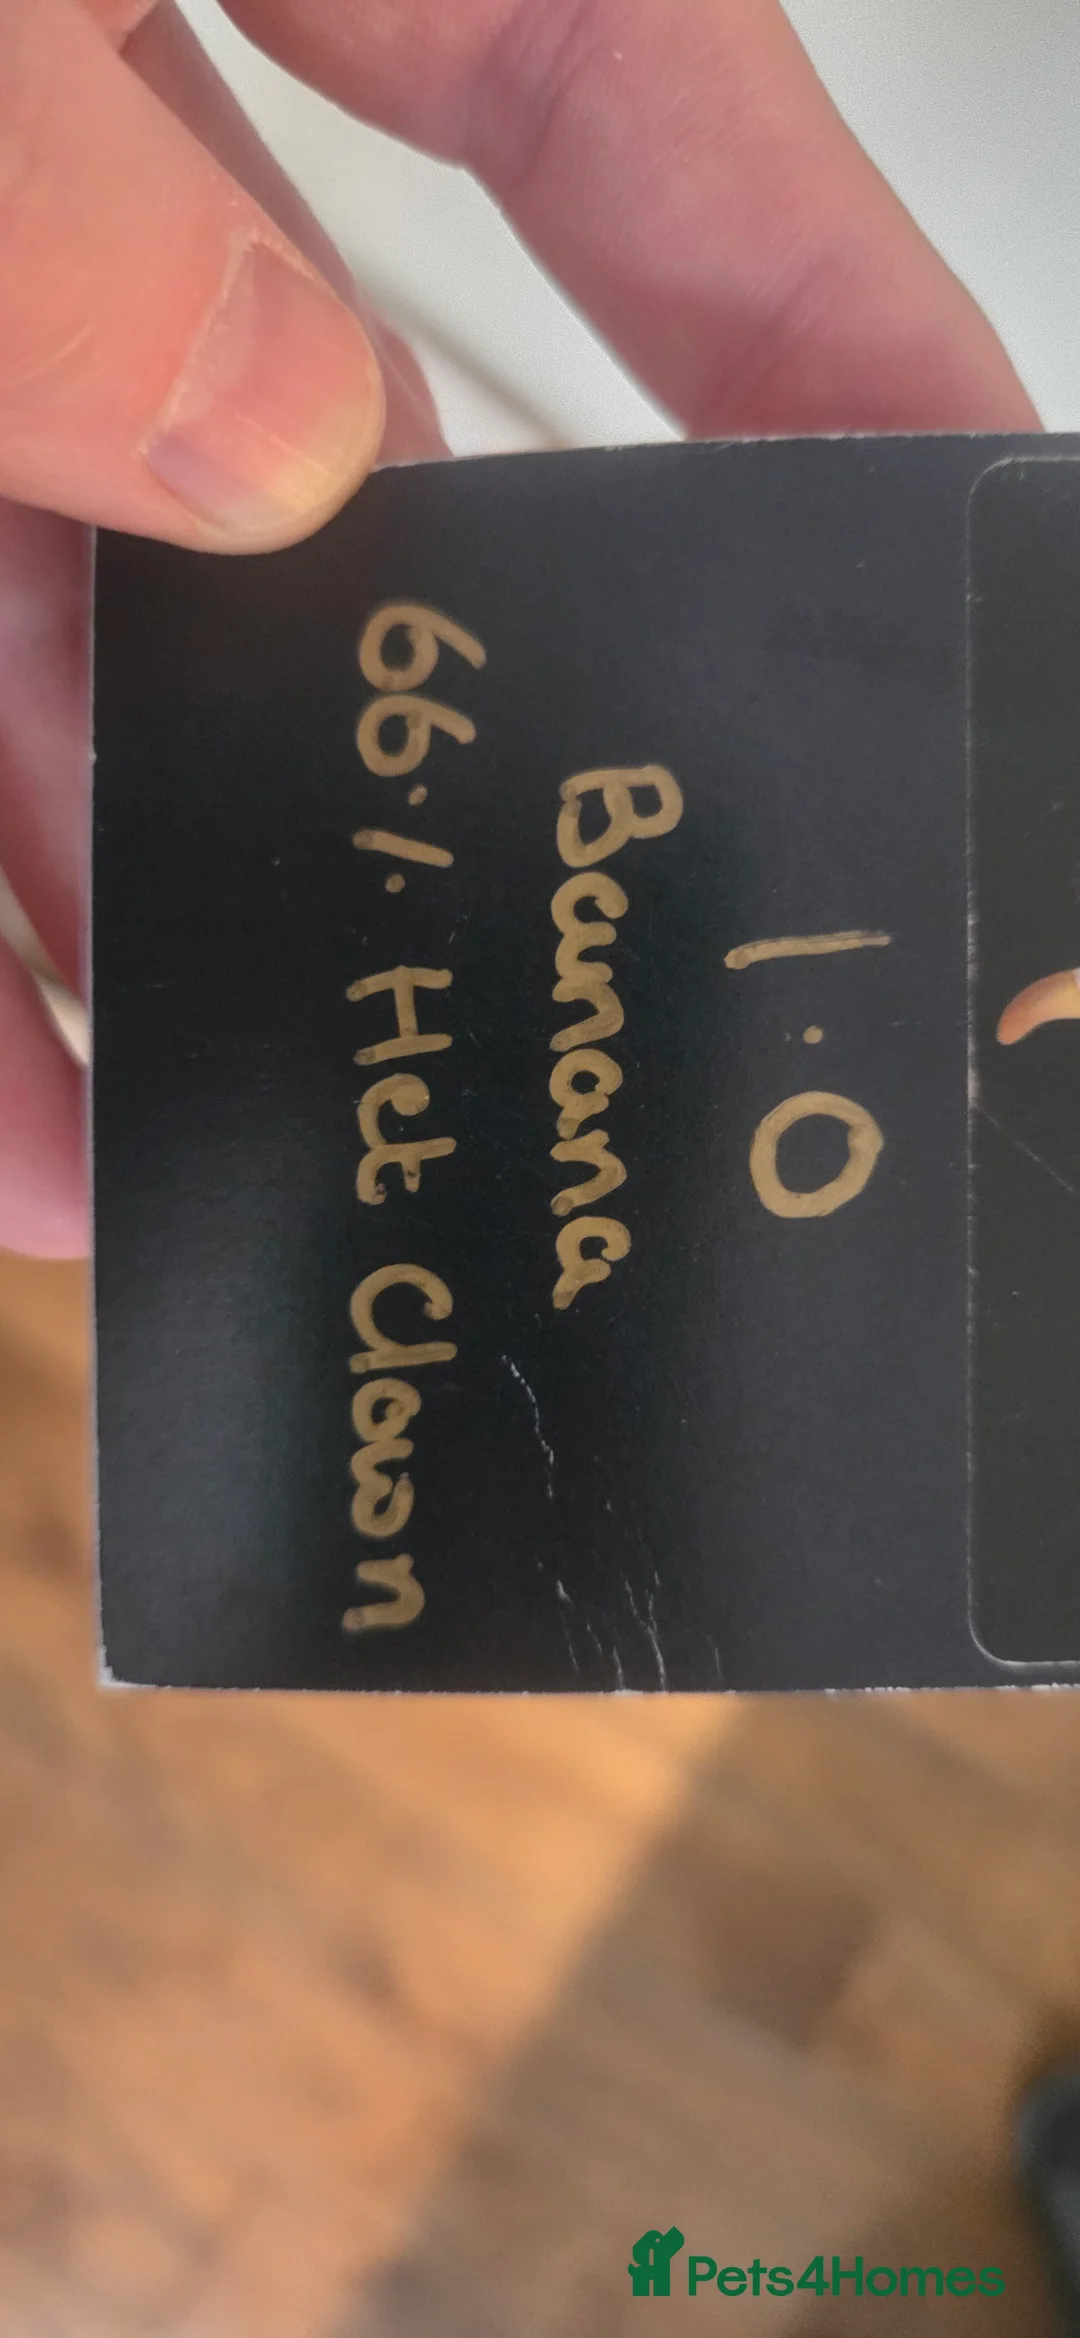 1.0
Banana
66% Het Clown
Pets4Homes